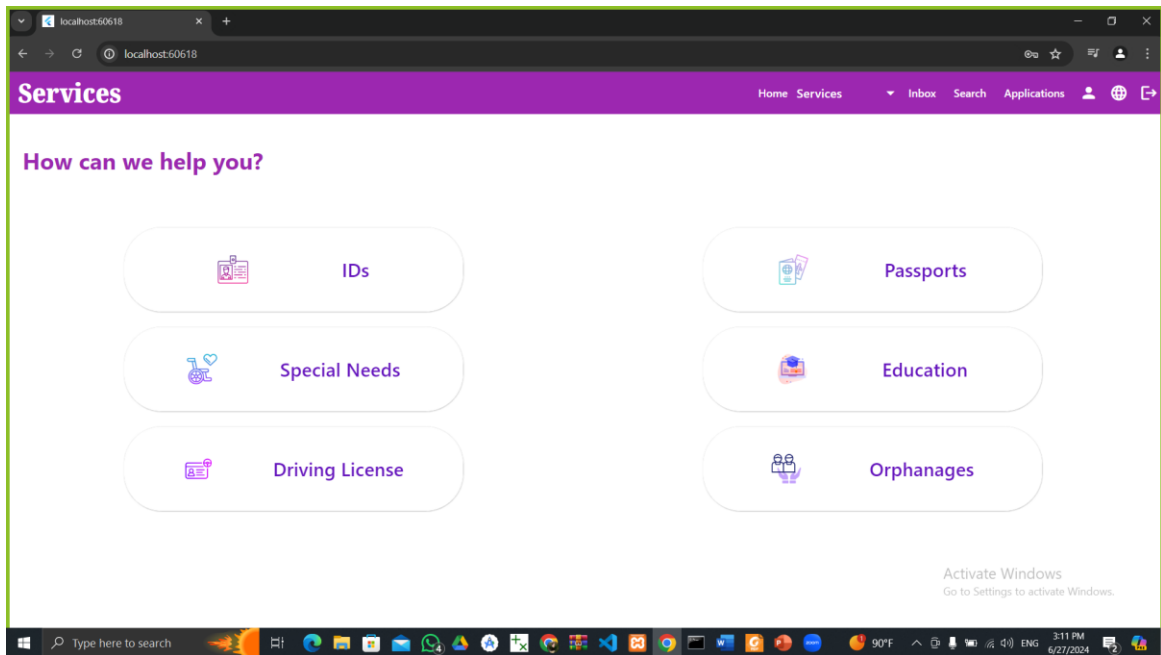 localhost:60618
localhost:60618
Services
Home Services Inbox Search Applications
How can we help you?
IDs Passports
Special Needs Education
Driving License Orphanages
Activate Windows
Go to Settings to activate Windows.
Type here to search 90°F ENG 3:11 PM
6/27/2024